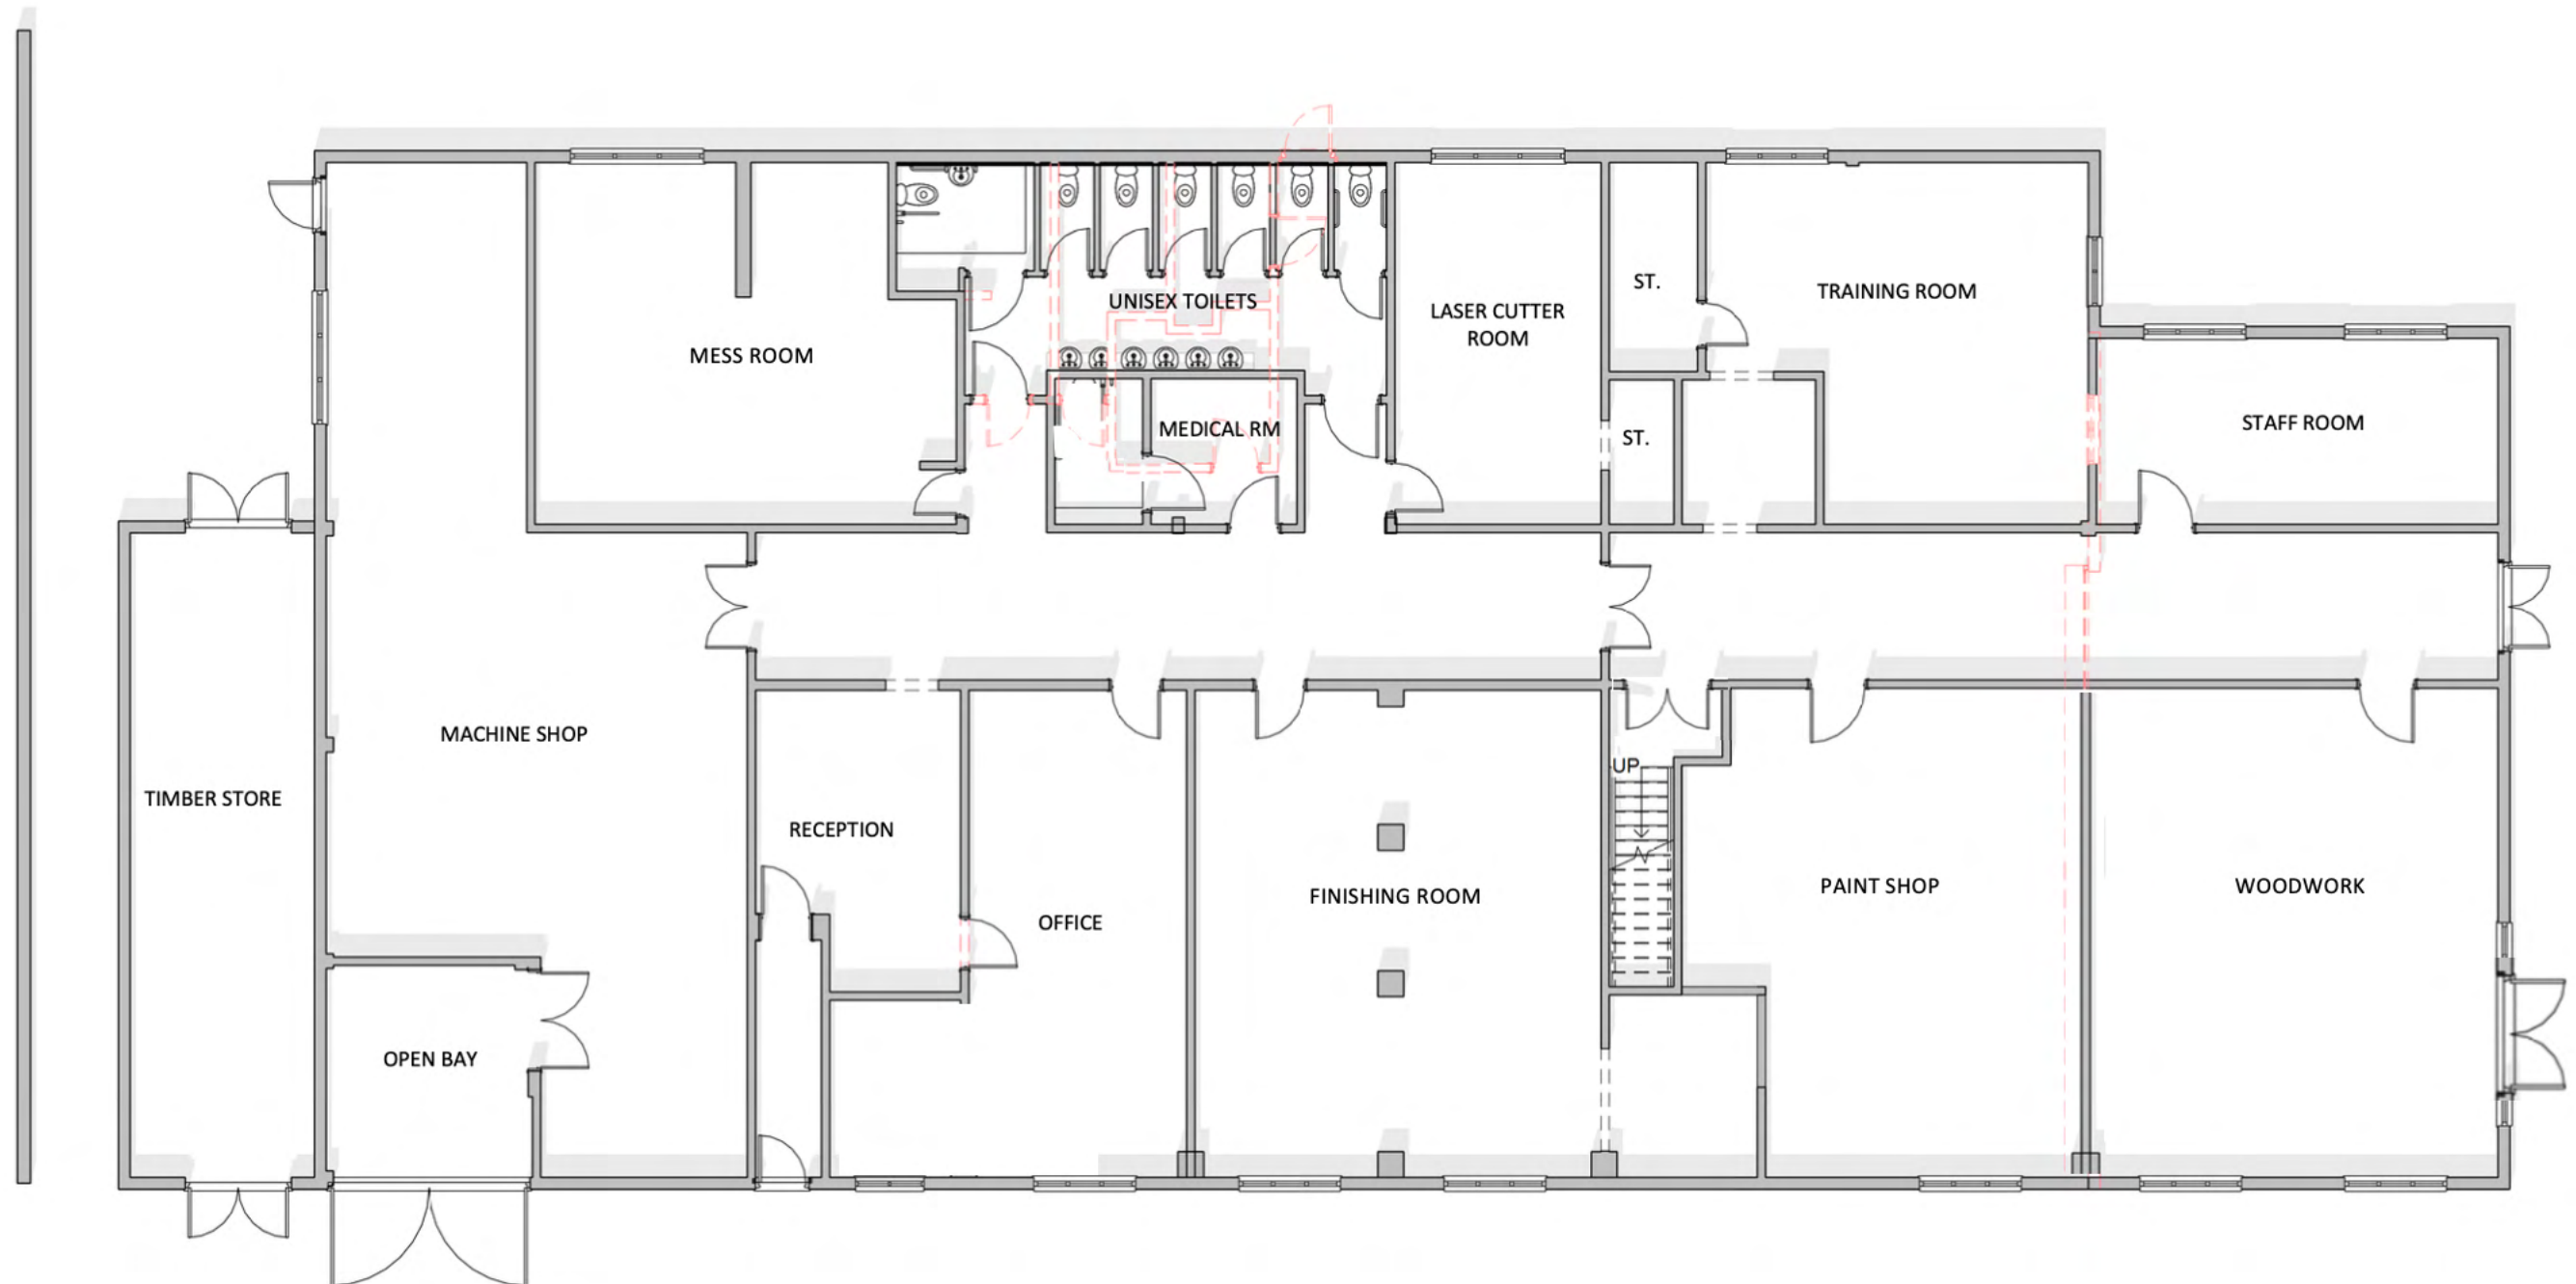 UNISEX TOILETS
ST.
TRAINING ROOM
LASER CUTTER
ROOM
MESS ROOM
MEDICAL RM
ST.
STAFF ROOM
MACHINE SHOP
UP
TIMBER STORE
RECEPTION
PAINT SHOP
WOODWORK
FINISHING ROOM
OFFICE
OPEN BAY